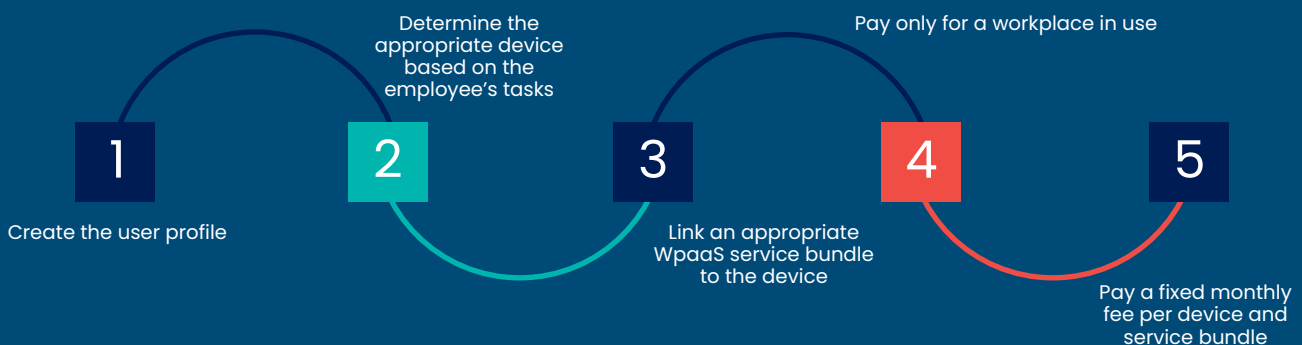 1
Create the user profile
2
Determine the
appropriate device
based on the
employee’s tasks
3
Link an appropriate
WpaaS service bundle
to the device
4
Pay only for a workplace in use
5
Pay a fixed monthly
fee per device and
service bundle